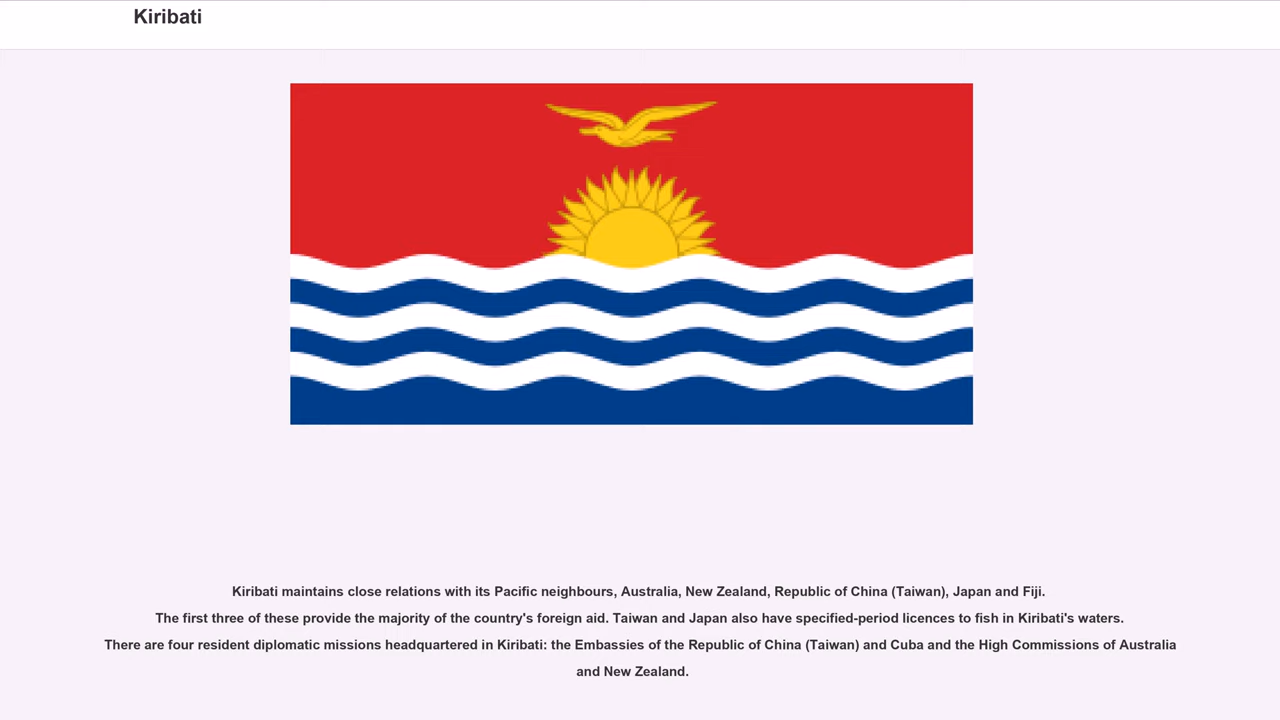 Kiribati
Kiribati maintains close relations with its Pacific neighbours, Australia, New Zealand, Republic of China (Taiwan), Japan and Fiji.
The first three of these provide the majority of the country's foreign aid. Taiwan and Japan also have specified-period licences to fish in Kiribati's waters.
There are four resident diplomatic missions headquartered in Kiribati: the Embassies of the Republic of China (Taiwan) and Cuba and the High Commissions of Australia
and New Zealand.